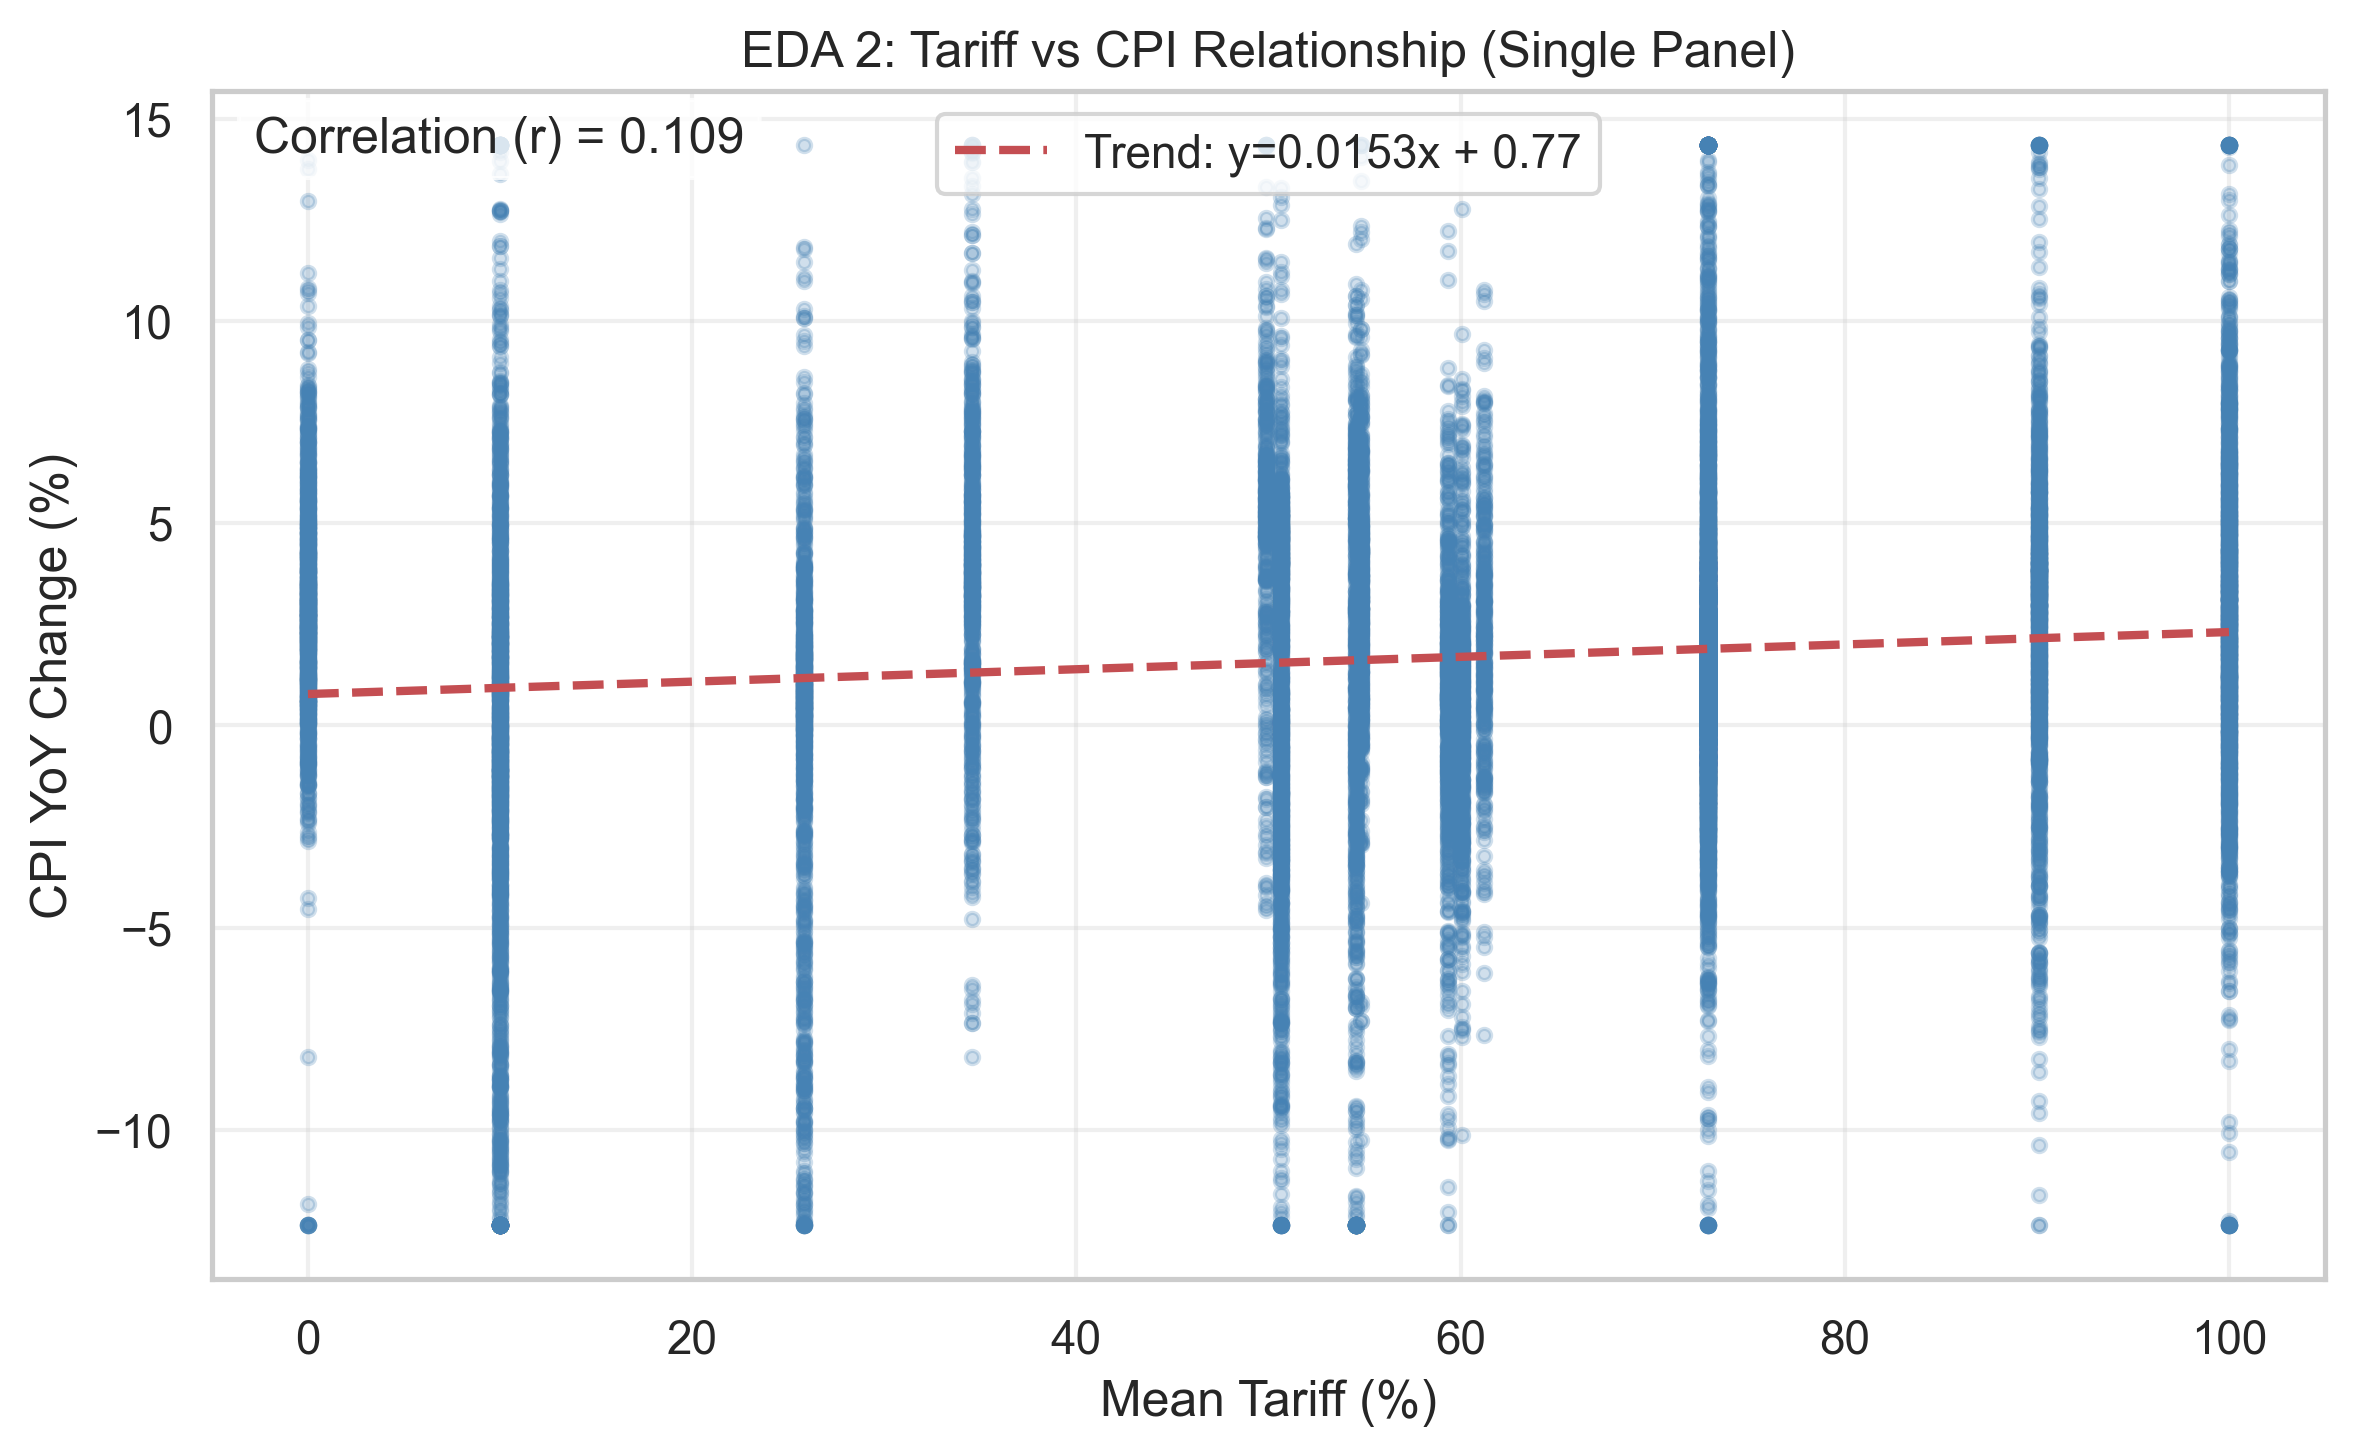 EDA 2: Tariff vs CPI Relationship (Single Panel)
Correlation (r) = 0.109
Trend: y=0.0153x + 0.77
CPI YoY Change (%)
15
10
5
0
−5
−10
0 20 40 60 80 100
Mean Tariff (%)